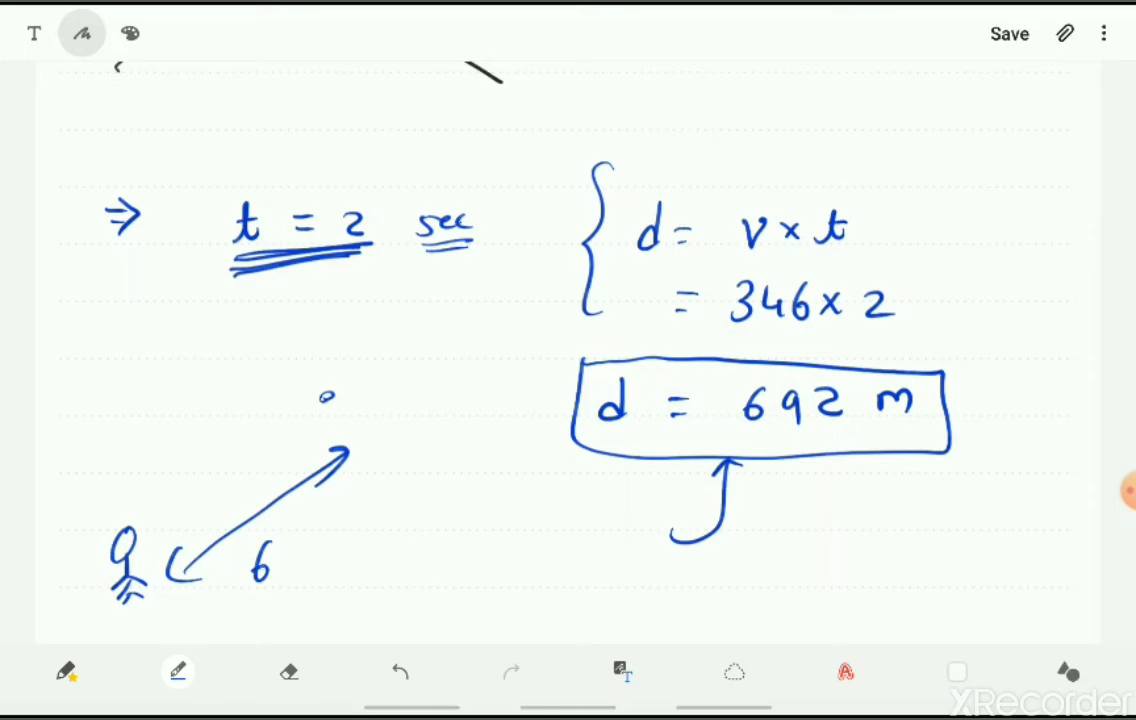 T
Save
⇒ t = 2 sec
d = v × t
= 346 × 2
d = 692 m
6
XRecorder